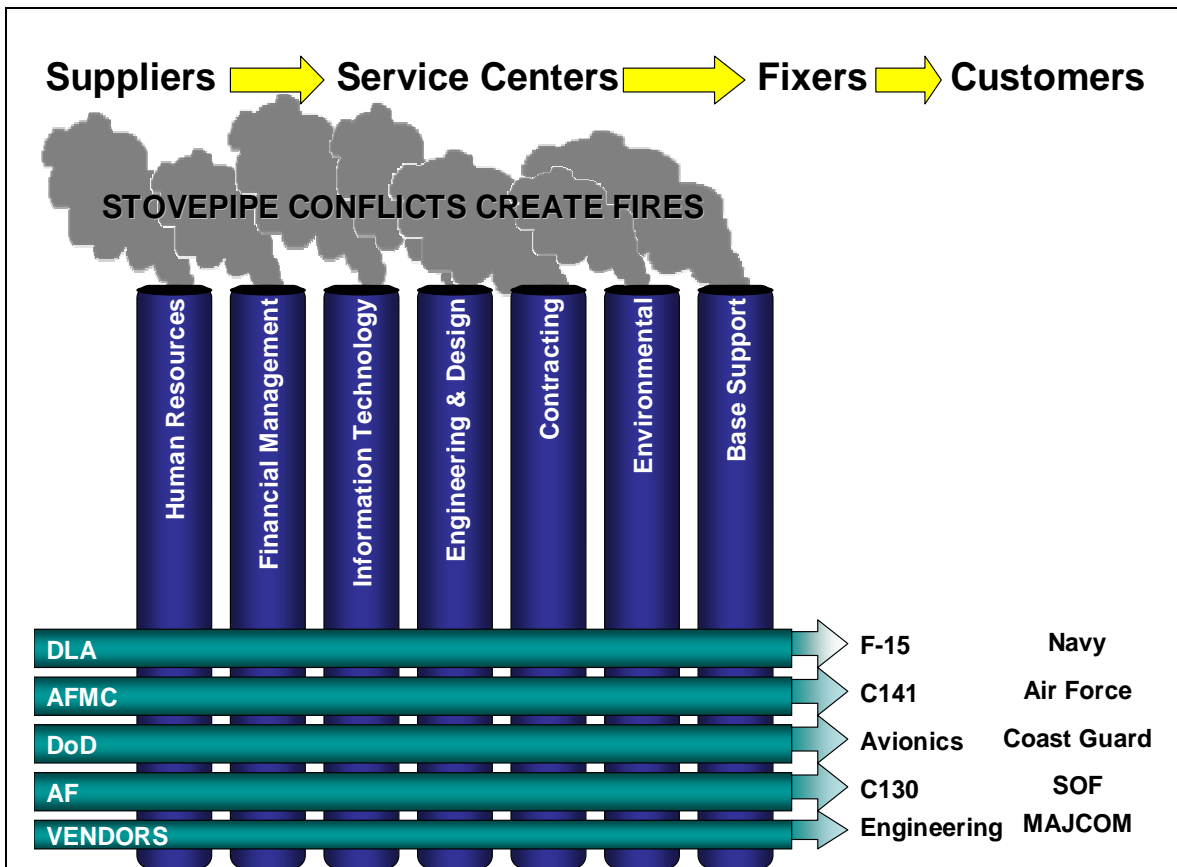 Suppliers Service Centers Fixers Customers
STOVEPIPE CONFLICTS CREATE FIRES
Human Resources
Financial Management
Information Technology
Engineering & Design
Contracting
Environmental
Base Support
DLA F-15 Navy
AFMC C141 Air Force
DoD Avionics Coast Guard
AF C130 SOF
VENDORS Engineering MAJCOM